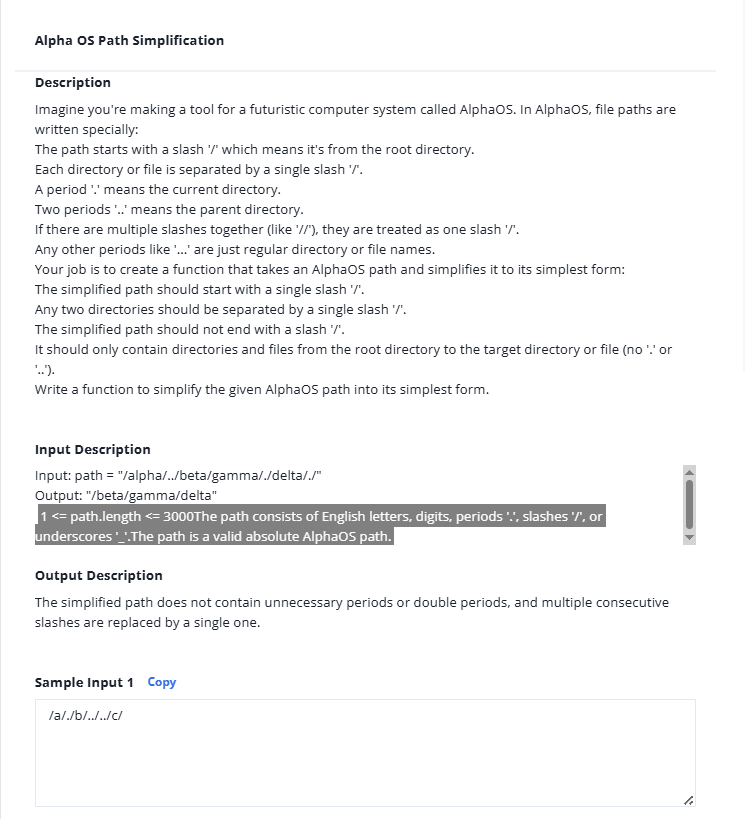 Alpha OS Path Simplification
Description
Imagine you're making a tool for a futuristic computer system called AlphaOS. In AlphaOS, file paths are
written specially:
The path starts with a slash '/' which means it's from the root directory.
Each directory or file is separated by a single slash '/'.
A period '.' means the current directory.
Two periods '..' means the parent directory.
If there are multiple slashes together (like '//'), they are treated as one slash '/'.
Any other periods like '...' are just regular directory or file names.
Your job is to create a function that takes an AlphaOS path and simplifies it to its simplest form:
The simplified path should start with a single slash '/'.
Any two directories should be separated by a single slash '/'.
The simplified path should not end with a slash '/'.
It should only contain directories and files from the root directory to the target directory or file (no '.' or
'..').
Write a function to simplify the given AlphaOS path into its simplest form.
Input Description
Input: path = "/alpha/../beta/gamma/./delta/./"
Output: "/beta/gamma/delta"
1 <= path.length <= 3000The path consists of English letters, digits, periods '.', slashes '/', or
underscores '_'.The path is a valid absolute AlphaOS path.
Output Description
The simplified path does not contain unnecessary periods or double periods, and multiple consecutive
slashes are replaced by a single one.
Sample Input 1 Copy
/a/./b/../../c/